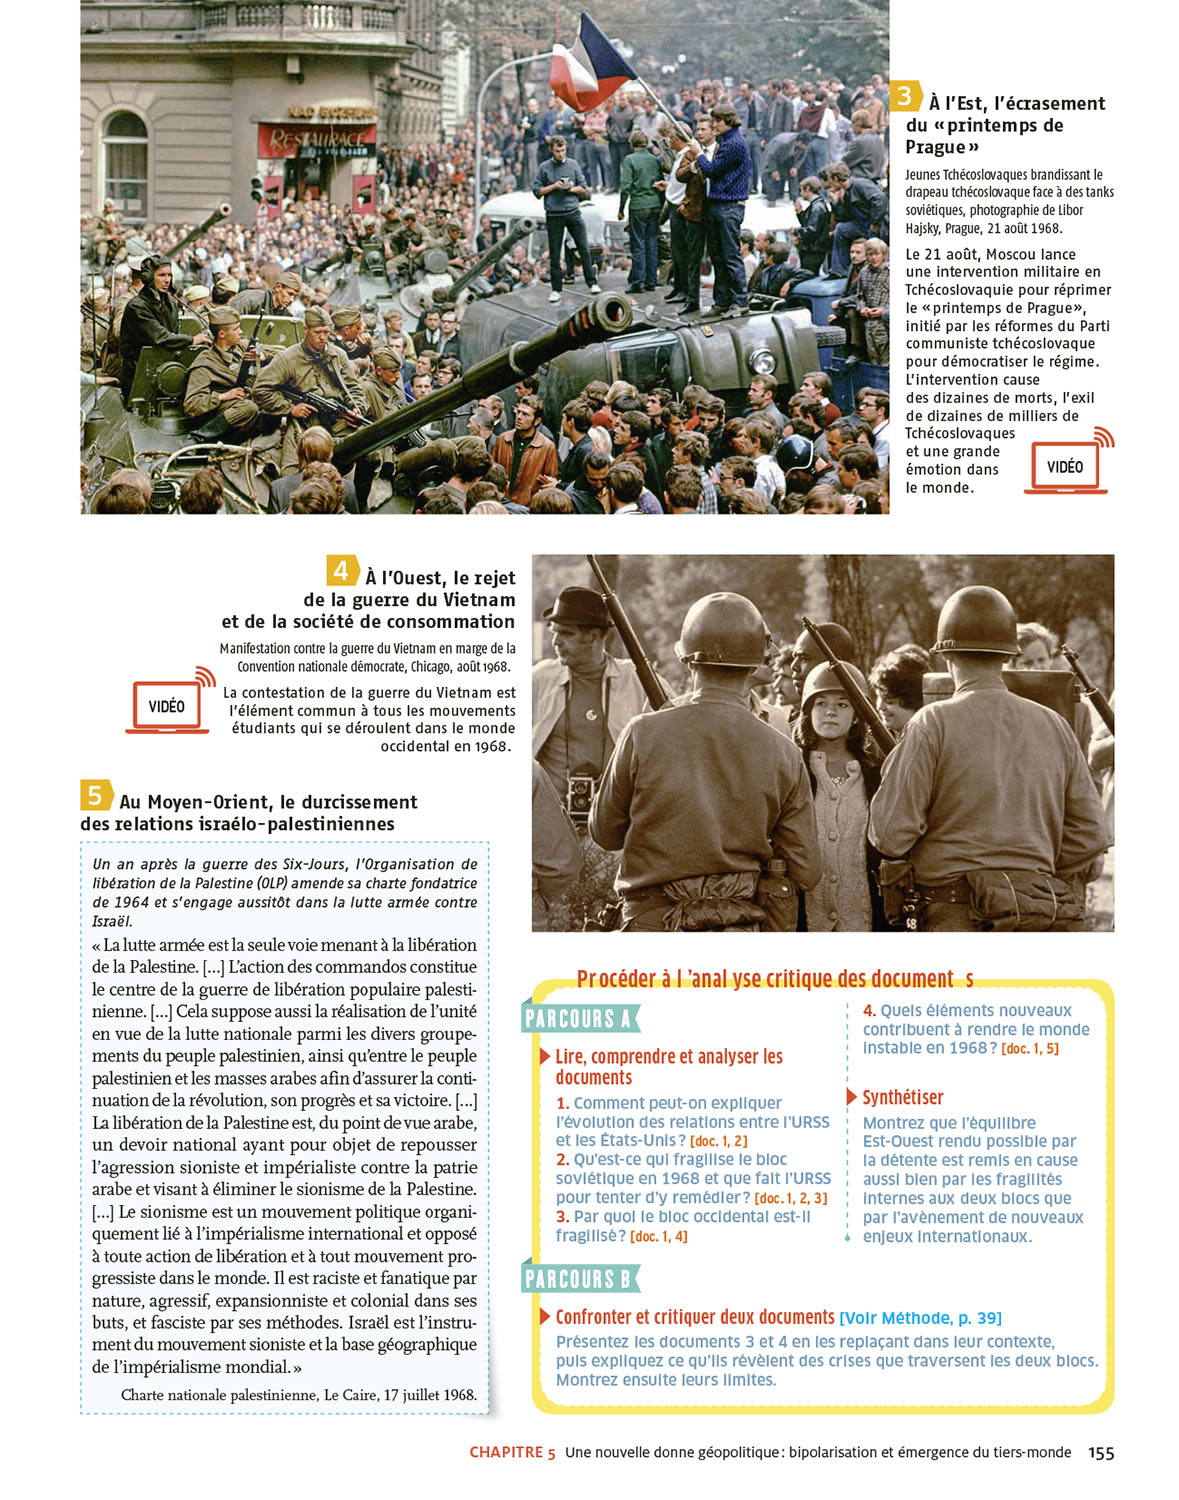 RESTAURACE
3 À l'Est, l'écrasement
du « printemps de
Prague »
Jeunes Tchécoslovaques brandissant le
drapeau tchécoslovaque face à des tanks
soviétiques, photographie de Libor
Hajsky, Prague, 21 août 1968.
Le 21 août, Moscou lance
une intervention militaire en
Tchécoslovaquie pour réprimer
le « printemps de Prague »,
initié par les réformes du Parti
communiste tchécoslovaque
pour démocratiser le régime.
L'intervention cause
des dizaines de morts, l'exil
de dizaines de milliers de
Tchécoslovaques
et une grande
émotion dans
le monde.
VIDÉO
4 À l'Ouest, le rejet
de la guerre du Vietnam
et de la société de consommation
Manifestation contre la guerre du Vietnam en marge de la
Convention nationale démocrate, Chicago, août 1968.
La contestation de la guerre du Vietnam est
l'élément commun à tous les mouvements
étudiants qui se déroulent dans le monde
occidental en 1968.
VIDÉO
5 Au Moyen-Orient, le durcissement
des relations israélo-palestiniennes
Un an après la guerre des Six-Jours, l'Organisation de
libération de la Palestine (OLP) amende sa charte fondatrice
de 1964 et s'engage aussitôt dans la lutte armée contre
Israël.
« La lutte armée est la seule voie menant à la libération
de la Palestine. [...] L'action des commandos constitue
le centre de la guerre de libération populaire palesti-
nienne. [...] Cela suppose aussi la réalisation de l'unité
en vue de la lutte nationale parmi les divers groupe-
ments du peuple palestinien, ainsi qu'entre le peuple
palestinien et les masses arabes afin d'assurer la conti-
nuation de la révolution, son progrès et sa victoire. [...]
La libération de la Palestine est, du point de vue arabe,
un devoir national ayant pour objet de repousser
l'agression sioniste et impérialiste contre la patrie
arabe et visant à éliminer le sionisme de la Palestine.
[...] Le sionisme est un mouvement politique organi-
quement lié à l'impérialisme international et opposé
à toute action de libération et à tout mouvement pro-
gressiste dans le monde. Il est raciste et fanatique par
nature, agressif, expansionniste et colonial dans ses
buts, et fasciste par ses méthodes. Israël est l'instru-
ment du mouvement sioniste et la base géographique
de l'impérialisme mondial. »
Charte nationale palestinienne, Le Caire, 17 juillet 1968.
68
Procéder à l 'anal yse critique des document s
PARCOURS A
Lire, comprendre et analyser les
documents
1. Comment peut-on expliquer
l'évolution des relations entre l'URSS
et les États-Unis ? [doc. 1, 2]
2. Qu'est-ce qui fragilise le bloc
soviétique en 1968 et que fait l'URSS
pour tenter d'y remédier ? [doc. 1, 2, 3]
3. Par quoi le bloc occidental est-il
fragilisé ? [doc. 1, 4]
4. Quels éléments nouveaux
contribuent à rendre le monde
instable en 1968 ? [doc. 1, 5]
Synthétiser
Montrez que l'équilibre
Est-Ouest rendu possible par
la détente est remis en cause
aussi bien par les fragilités
internes aux deux blocs que
par l'avènement de nouveaux
enjeux internationaux.
PARCOURS B
Confronter et critiquer deux documents [Voir Méthode, p. 39]
Présentez les documents 3 et 4 en les replaçant dans leur contexte,
puis expliquez ce qu'ils révèlent des crises que traversent les deux blocs.
Montrez ensuite leurs limites.
CHAPITRE 5 Une nouvelle donne géopolitique : bipolarisation et émergence du tiers-monde 155